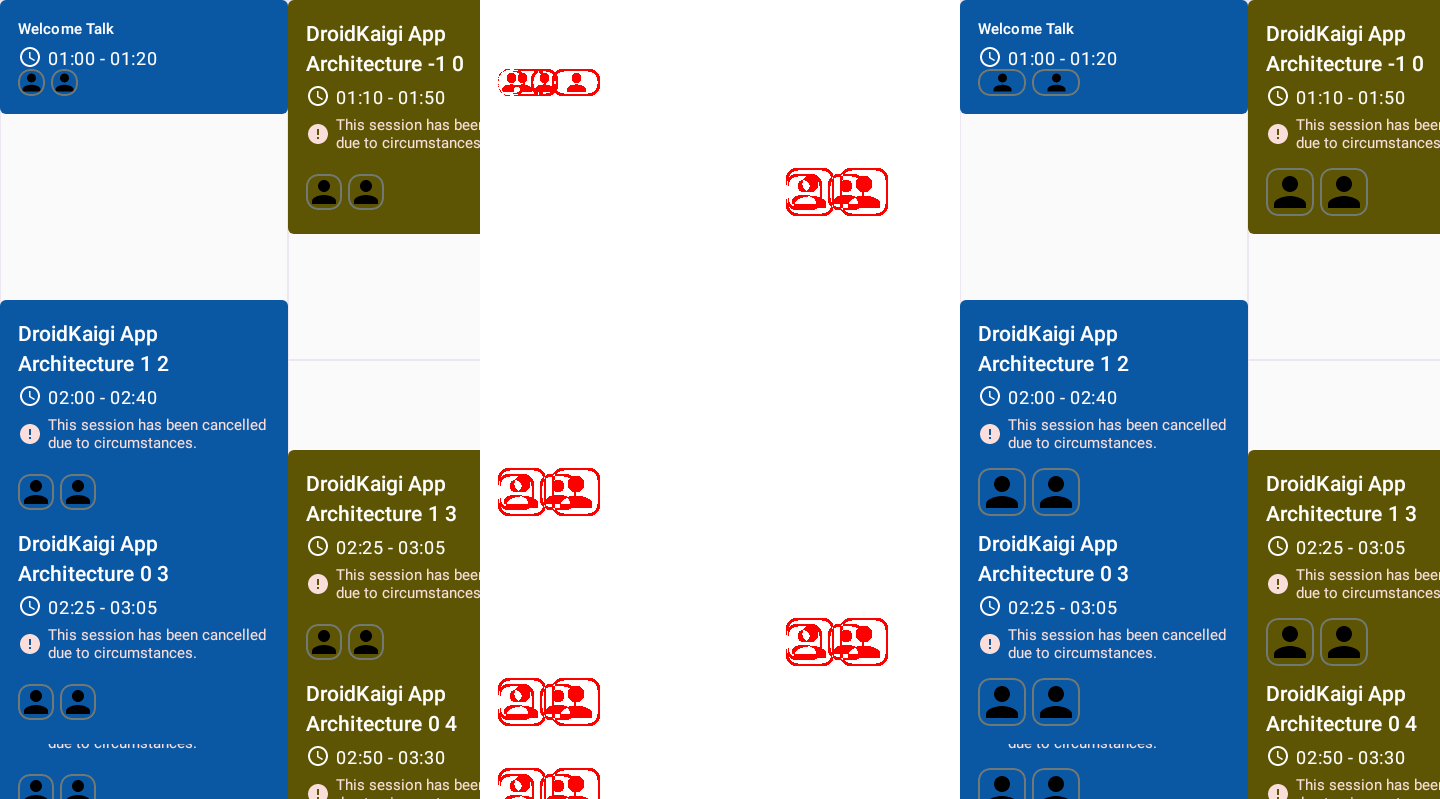 Welcome Talk
01:00 - 01:20
DroidKaigi App
Architecture 1 2
02:00 - 02:40
This session has been cancelled
due to circumstances.
DroidKaigi App
Architecture 0 3
02:25 - 03:05
This session has been cancelled
due to circumstances.
due to circumstances.
DroidKaigi App
Architecture -1 0
01:10 - 01:50
This session has been
due to circumstances
DroidKaigi App
Architecture 1 3
02:25 - 03:05
This session has been
due to circumstances
DroidKaigi App
Architecture 0 4
02:50 - 03:30
This session has been
Welcome Talk
01:00 - 01:20
DroidKaigi App
Architecture 1 2
02:00 - 02:40
This session has been cancelled
due to circumstances.
DroidKaigi App
Architecture 0 3
02:25 - 03:05
This session has been cancelled
due to circumstances.
due to circumstances.
DroidKaigi App
Architecture -1 0
01:10 - 01:50
This session has been
due to circumstances
DroidKaigi App
Architecture 1 3
02:25 - 03:05
This session has been
due to circumstances
DroidKaigi App
Architecture 0 4
02:50 - 03:30
This session has been